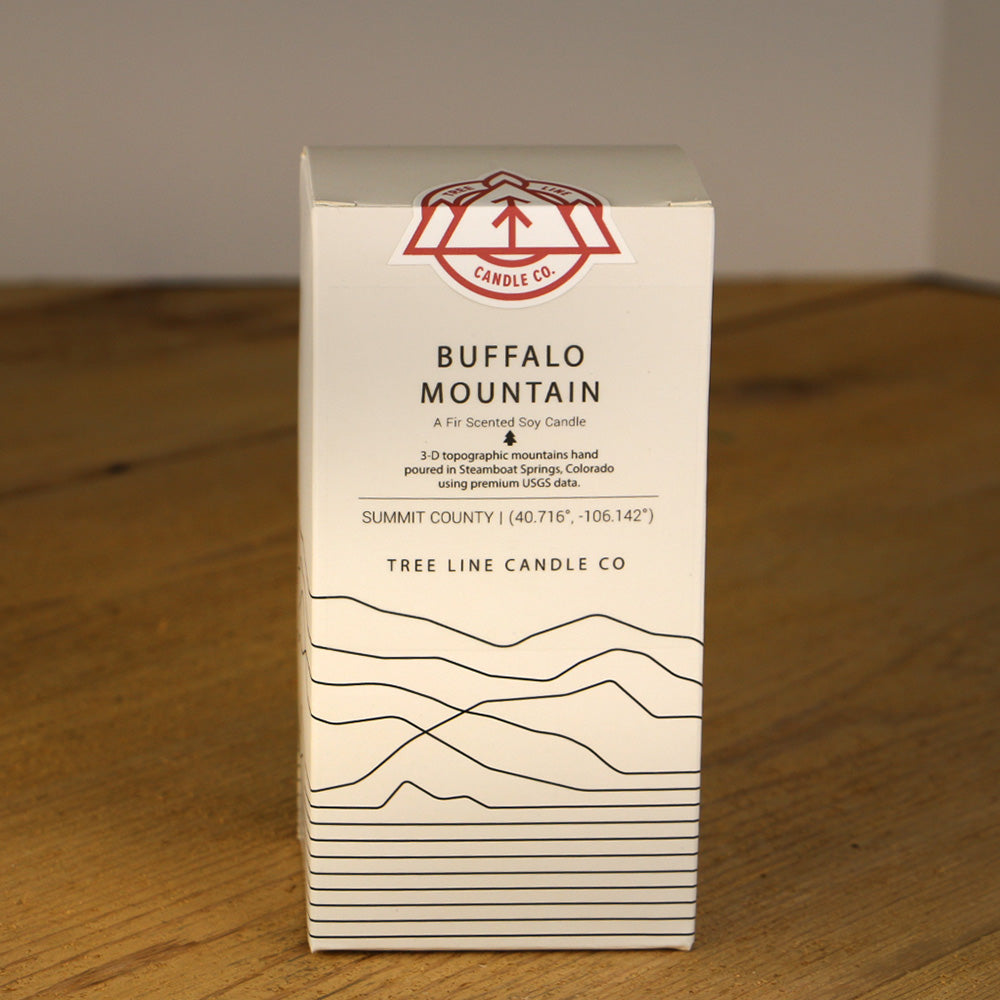 TREE LINE
CANDLE CO.
BUFFALO
MOUNTAIN
A Fir Scented Soy Candle
3-D topographic mountains hand
poured in Steamboat Springs, Colorado
using premium USGS data.
SUMMIT COUNTY | (40.716°, -106.142°)
TREE LINE CANDLE CO